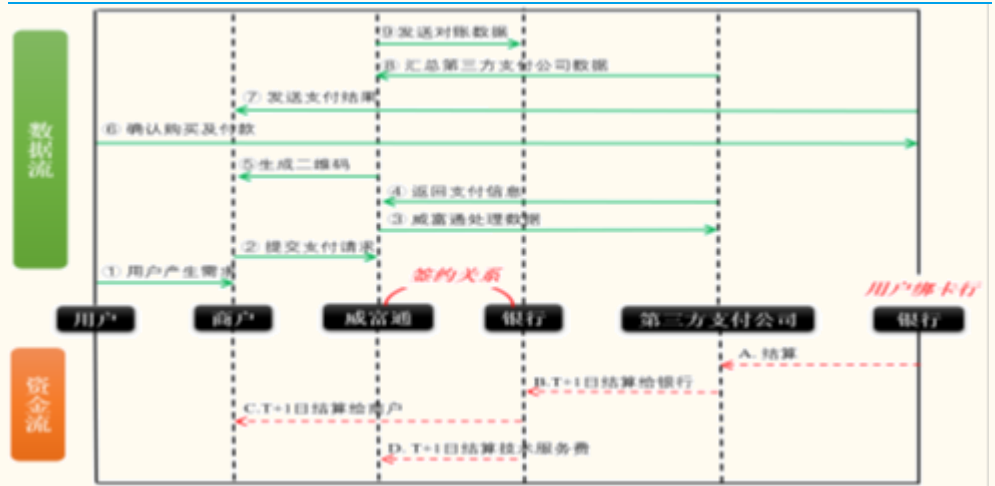 9发送对账数据
8 汇总第三方支付公司数据
⑦ 发送支付结果
⑥ 确认购买及付款
⑤生成二维码
④ 返回支付信息
③ 威富通处理数据
② 提交支付请求
① 用户产生需求
数据流
签约关系
用户绑卡行
用户
商户
威富通
银行
第三方支付公司
银行
资金流
A. 结算
B.T+1日结算给银行
C.T+1日结算给商户
D. T+1日结算技术服务费